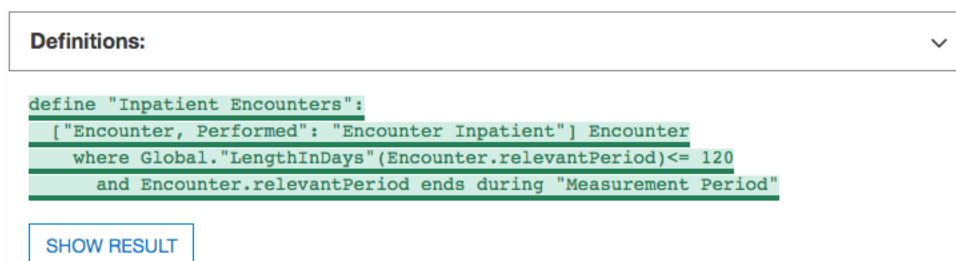 Definitions:
define "Inpatient Encounters":
["Encounter, Performed": "Encounter Inpatient"] Encounter
where Global."LengthInDays"(Encounter.relevantPeriod)<= 120
and Encounter.relevantPeriod ends during "Measurement Period"
SHOW RESULT